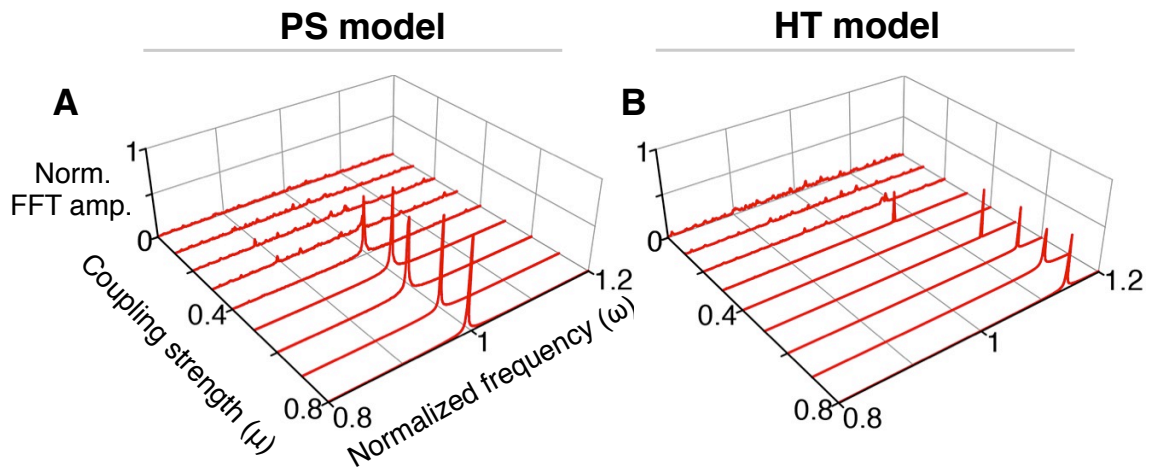 PS model
HT model
A
B
1
Norm.
FFT amp.
0
Coupling strength (μ)
0.4
0.8
0.8
Normalized frequency (ω)
1
1.2
1
0
0.4
0.8
0.8
1
1.2